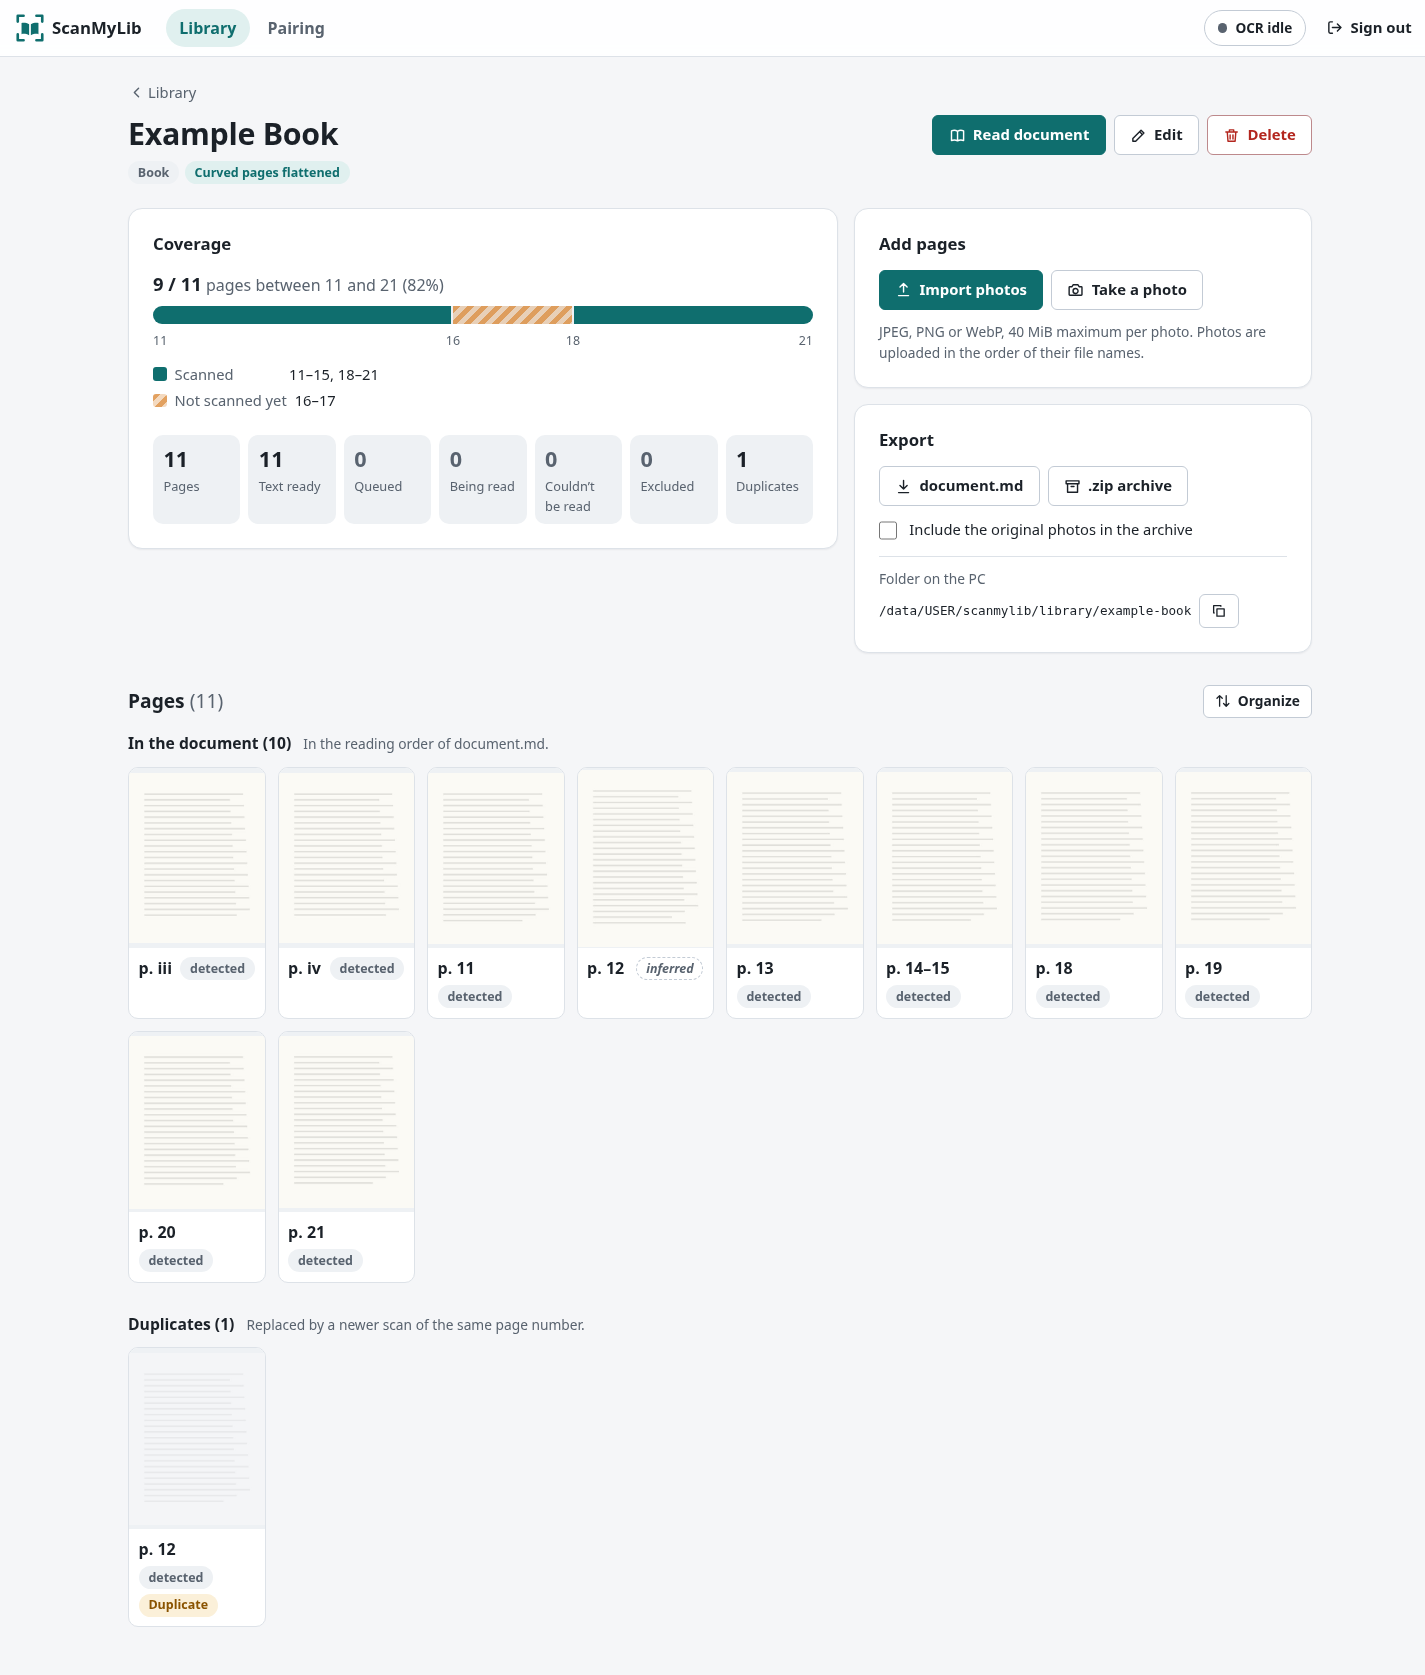 ScanMyLib
Library
Pairing
OCR idle
Sign out
Library
Example Book
Read document
Edit
Delete
Book
Curved pages flattened
Coverage
9 / 11 pages between 11 and 21 (82%)
11
16
18
21
Scanned 11–15, 18–21
Not scanned yet 16–17
11
Pages
11
Text ready
0
Queued
0
Being read
0
Couldn’t
be read
0
Excluded
1
Duplicates
Add pages
Import photos
Take a photo
JPEG, PNG or WebP, 40 MiB maximum per photo. Photos are
uploaded in the order of their file names.
Export
document.md
.zip archive
Include the original photos in the archive
Folder on the PC
/data/USER/scanmylib/library/example-book
Pages (11)
Organize
In the document (10) In the reading order of document.md.
p. iii detected
p. iv detected
p. 11
detected
p. 12 inferred
p. 13
detected
p. 14–15
detected
p. 18
detected
p. 19
detected
p. 20
detected
p. 21
detected
Duplicates (1) Replaced by a newer scan of the same page number.
p. 12
detected
Duplicate